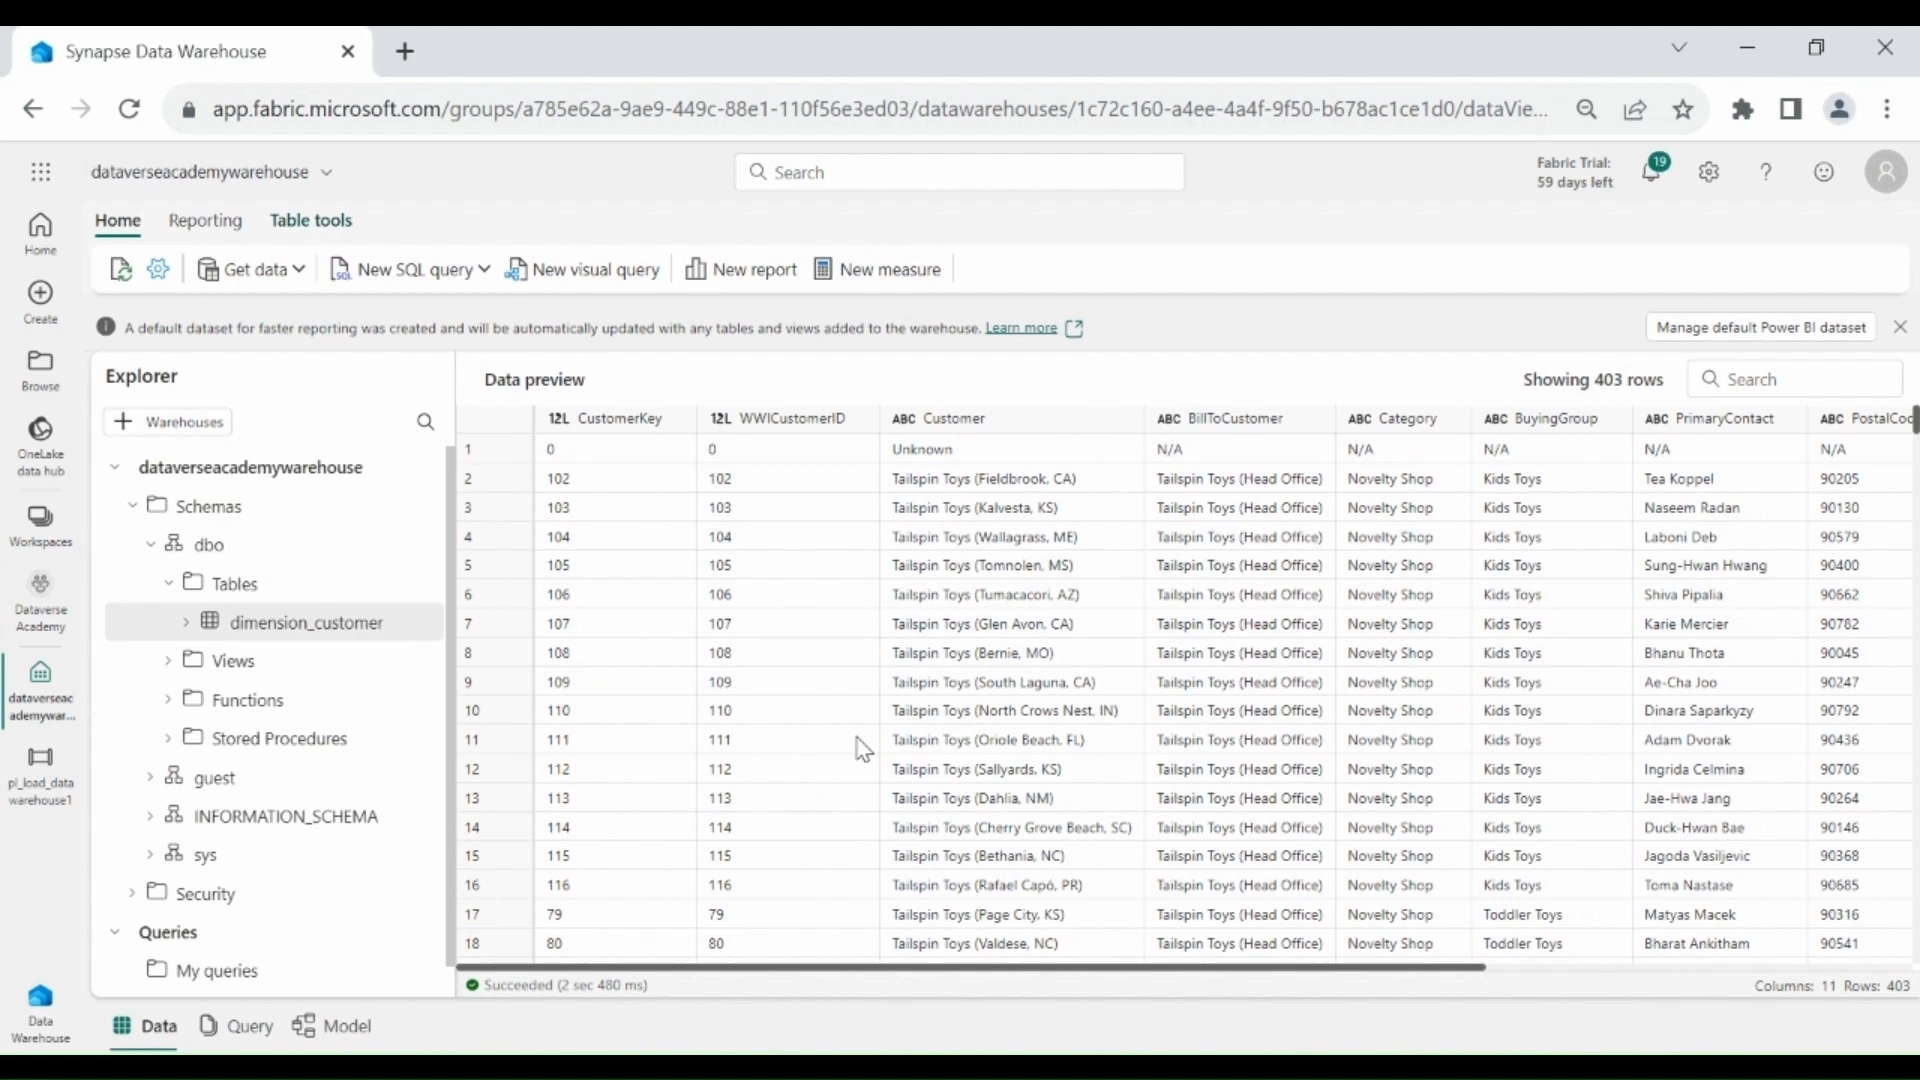 Synapse Data Warehouse
app.fabric.microsoft.com/groups/a785e62a-9ae9-449c-88e1-110f56e3ed03/datawarehouses/1c72c160-a4ee-4a4f-9f50-b678ac1ce1d0/dataVie...
dataverseacademywarehouse
Search
Fabric Trial:
59 days left
19
Home
Reporting
Table tools
Get data
New SQL query
New visual query
New report
New measure
A default dataset for faster reporting was created and will be automatically updated with any tables and views added to the warehouse. Learn more
Manage default Power BI dataset
Home
Create
Browse
OneLake
data hub
Workspaces
Dataverse
Academy
dataverseac
ademywar...
pl_load_data
warehouse1
Data
Warehouse
Explorer
+ Warehouses
dataverseacademywarehouse
Schemas
dbo
Tables
dimension_customer
Views
Functions
Stored Procedures
guest
INFORMATION_SCHEMA
sys
Security
Queries
My queries
Data preview
Showing 403 rows
Search
12L CustomerKey 12L WWICustomerID ABC Customer ABC BillToCustomer ABC Category ABC BuyingGroup ABC PrimaryContact ABC PostalCoc
1 0 0 Unknown N/A N/A N/A N/A N/A
2 102 102 Tailspin Toys (Fieldbrook, CA) Tailspin Toys (Head Office) Novelty Shop Kids Toys Tea Koppel 90205
3 103 103 Tailspin Toys (Kalvesta, KS) Tailspin Toys (Head Office) Novelty Shop Kids Toys Naseem Radan 90130
4 104 104 Tailspin Toys (Wallagrass, ME) Tailspin Toys (Head Office) Novelty Shop Kids Toys Laboni Deb 90579
5 105 105 Tailspin Toys (Tomnolen, MS) Tailspin Toys (Head Office) Novelty Shop Kids Toys Sung-Hwan Hwang 90400
6 106 106 Tailspin Toys (Tumacacori, AZ) Tailspin Toys (Head Office) Novelty Shop Kids Toys Shiva Pipalia 90662
7 107 107 Tailspin Toys (Glen Avon, CA) Tailspin Toys (Head Office) Novelty Shop Kids Toys Karie Mercier 90782
8 108 108 Tailspin Toys (Bernie, MO) Tailspin Toys (Head Office) Novelty Shop Kids Toys Bhanu Thota 90045
9 109 109 Tailspin Toys (South Laguna, CA) Tailspin Toys (Head Office) Novelty Shop Kids Toys Ae-Cha Joo 90247
10 110 110 Tailspin Toys (North Crows Nest, IN) Tailspin Toys (Head Office) Novelty Shop Kids Toys Dinara Saparkyzy 90792
11 111 111 Tailspin Toys (Oriole Beach, FL) Tailspin Toys (Head Office) Novelty Shop Kids Toys Adam Dvorak 90436
12 112 112 Tailspin Toys (Sallyards, KS) Tailspin Toys (Head Office) Novelty Shop Kids Toys Ingrida Celmina 90706
13 113 113 Tailspin Toys (Dahlia, NM) Tailspin Toys (Head Office) Novelty Shop Kids Toys Jae-Hwa Jang 90264
14 114 114 Tailspin Toys (Cherry Grove Beach, SC) Tailspin Toys (Head Office) Novelty Shop Kids Toys Duck-Hwan Bae 90146
15 115 115 Tailspin Toys (Bethania, NC) Tailspin Toys (Head Office) Novelty Shop Kids Toys Jagoda Vasiljevic 90368
16 116 116 Tailspin Toys (Rafael Capó, PR) Tailspin Toys (Head Office) Novelty Shop Kids Toys Toma Nastase 90685
17 79 79 Tailspin Toys (Page City, KS) Tailspin Toys (Head Office) Novelty Shop Toddler Toys Matyas Macek 90316
18 80 80 Tailspin Toys (Valdese, NC) Tailspin Toys (Head Office) Novelty Shop Toddler Toys Bharat Ankitham 90541
Succeeded (2 sec 480 ms)
Columns: 11 Rows: 403
Data
Query
Model